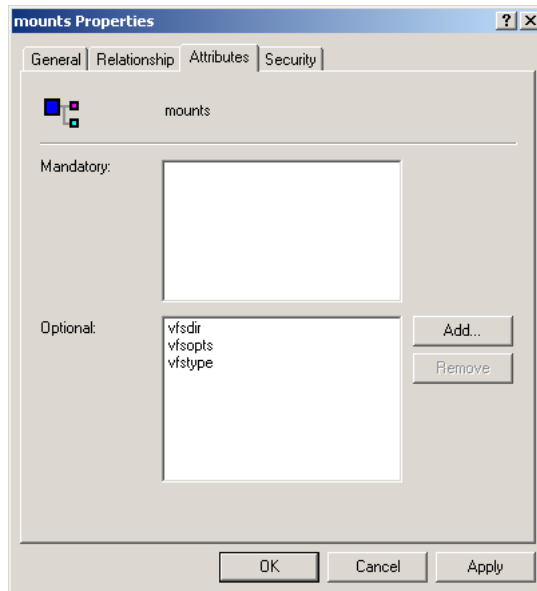 mounts Properties
General
Relationship
Attributes
Security
mounts
Mandatory:
Optional:
vfsdir
vfsopts
vfstype
Add...
Remove
OK
Cancel
Apply